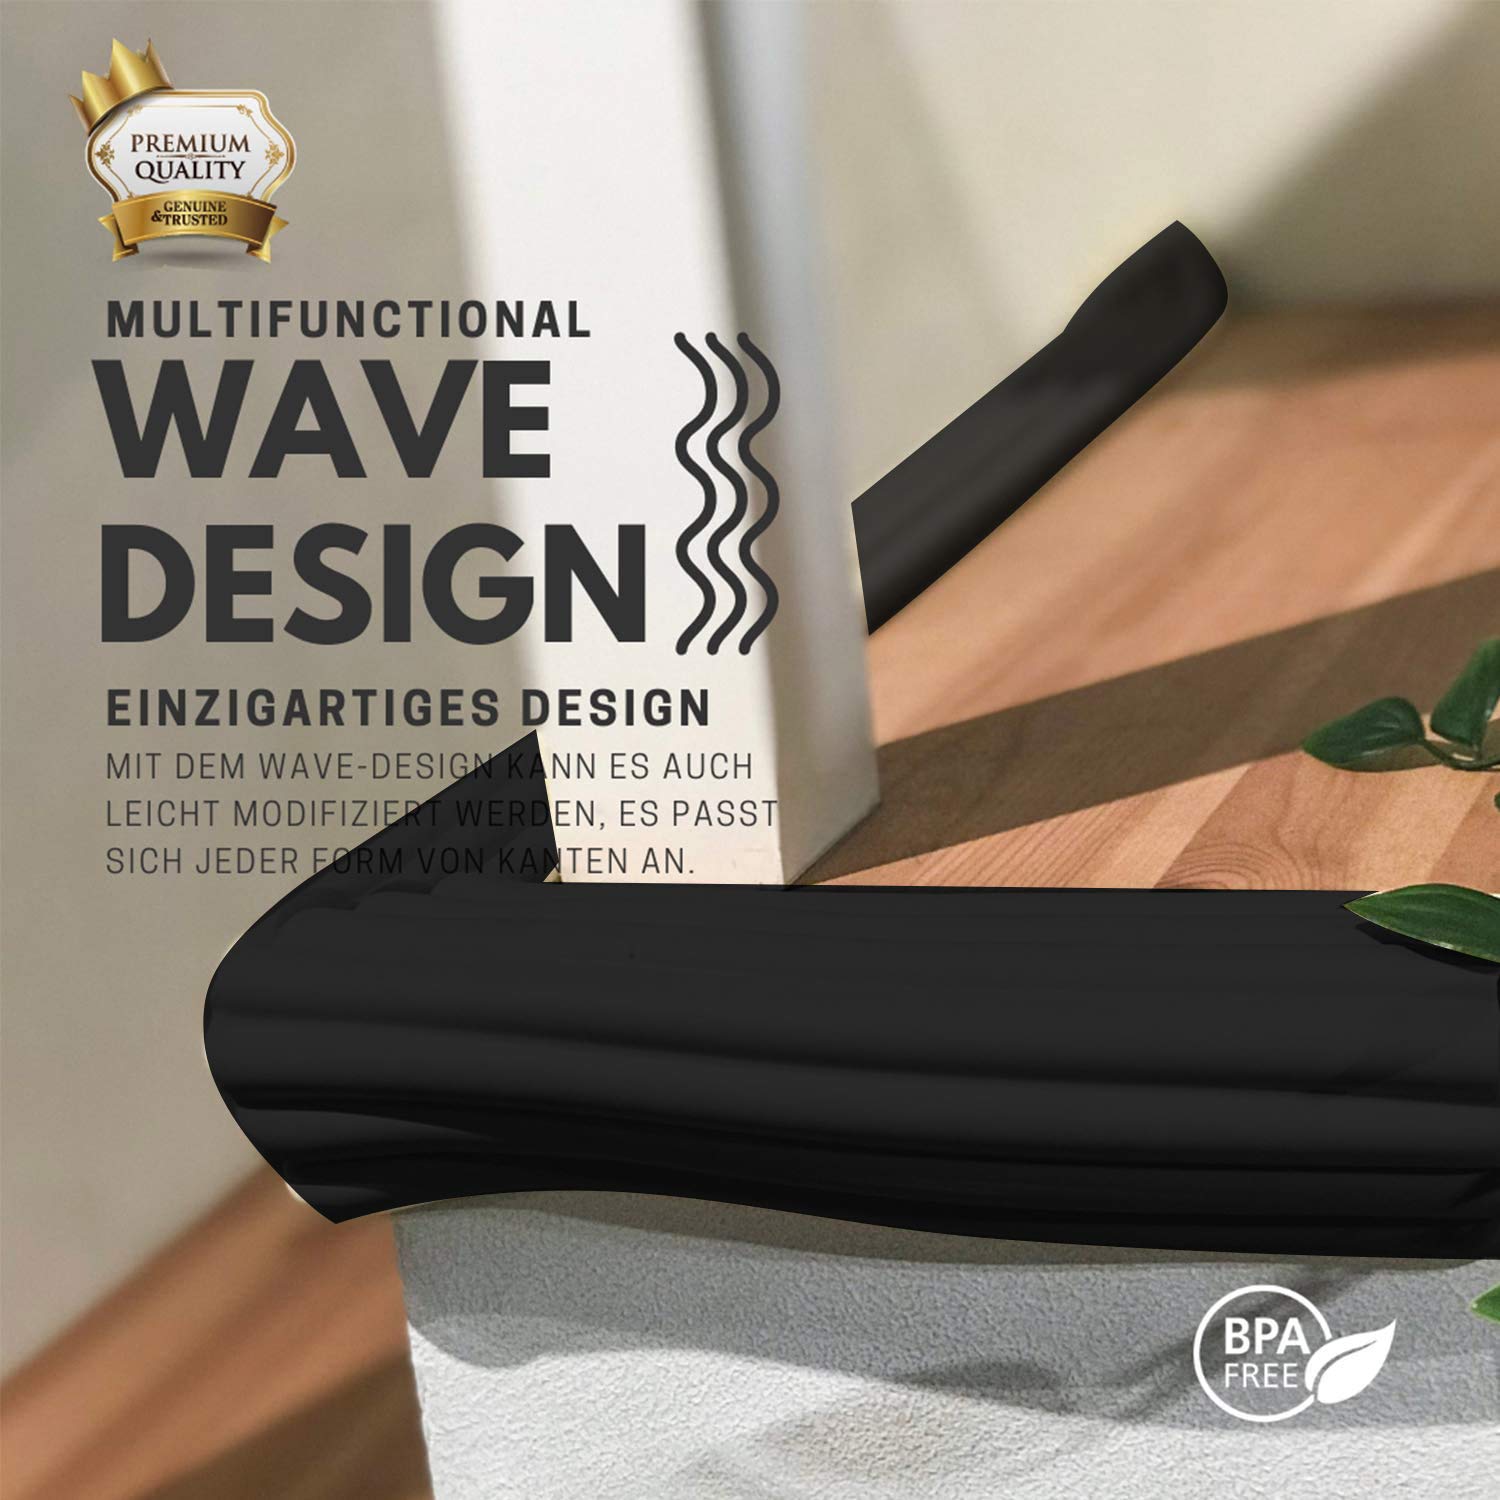 PREMIUM
QUALITY
GENUINE
&TRUSTED
MULTIFUNCTIONAL
WAVE
DESIGN
EINZIGARTIGES DESIGN
MIT DEM WAVE-DESIGN KANN ES AUCH
LEICHT MODIFIZIERT WERDEN, ES PASST
SICH JEDER FORM VON KANTEN AN.
BPA
FREE